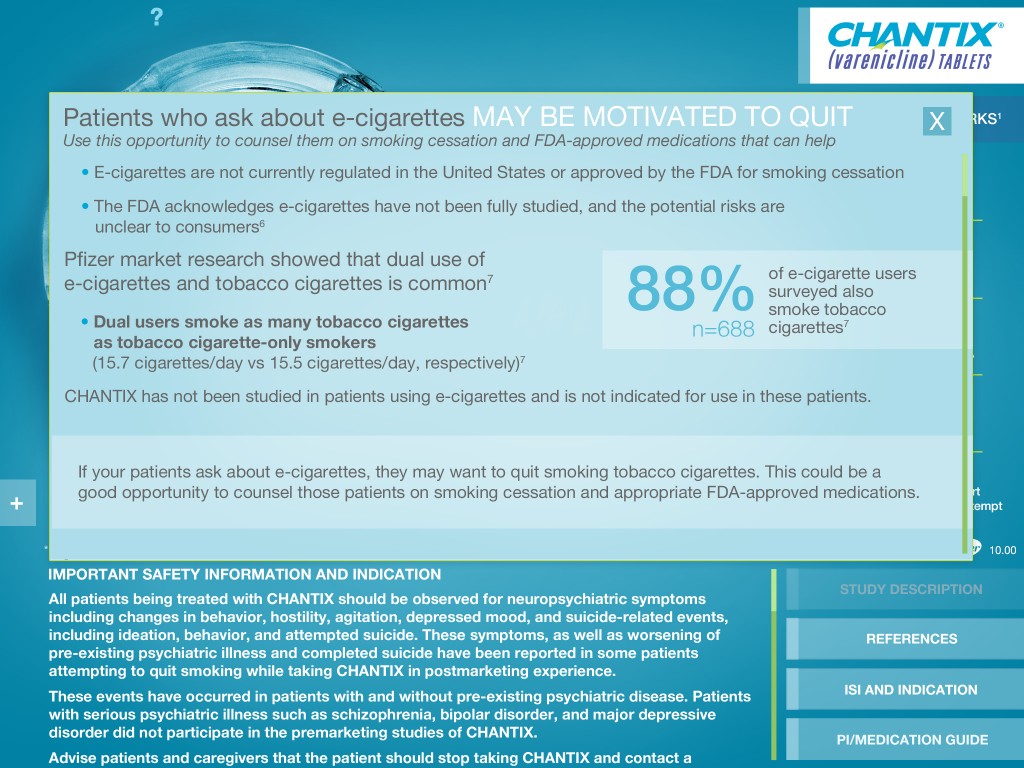 ?
CHANTIX®
(varenicline) TABLETS
Patients who ask about e-cigarettes MAY BE MOTIVATED TO QUIT
X
RKS¹
Use this opportunity to counsel them on smoking cessation and FDA-approved medications that can help
• E-cigarettes are not currently regulated in the United States or approved by the FDA for smoking cessation
• The FDA acknowledges e-cigarettes have not been fully studied, and the potential risks are
unclear to consumers⁶
Pfizer market research showed that dual use of
e-cigarettes and tobacco cigarettes is common⁷
• Dual users smoke as many tobacco cigarettes
as tobacco cigarette-only smokers
(15.7 cigarettes/day vs 15.5 cigarettes/day, respectively)⁷
88%
n=688
of e-cigarette users
surveyed also
smoke tobacco
cigarettes⁷
CHANTIX has not been studied in patients using e-cigarettes and is not indicated for use in these patients.
If your patients ask about e-cigarettes, they may want to quit smoking tobacco cigarettes. This could be a
good opportunity to counsel those patients on smoking cessation and appropriate FDA-approved medications.
+
rt
tempt
10.00
IMPORTANT SAFETY INFORMATION AND INDICATION
All patients being treated with CHANTIX should be observed for neuropsychiatric symptoms
including changes in behavior, hostility, agitation, depressed mood, and suicide-related events,
including ideation, behavior, and attempted suicide. These symptoms, as well as worsening of
pre-existing psychiatric illness and completed suicide have been reported in some patients
attempting to quit smoking while taking CHANTIX in postmarketing experience.
These events have occurred in patients with and without pre-existing psychiatric disease. Patients
with serious psychiatric illness such as schizophrenia, bipolar disorder, and major depressive
disorder did not participate in the premarketing studies of CHANTIX.
Advise patients and caregivers that the patient should stop taking CHANTIX and contact a
STUDY DESCRIPTION
REFERENCES
ISI AND INDICATION
PI/MEDICATION GUIDE